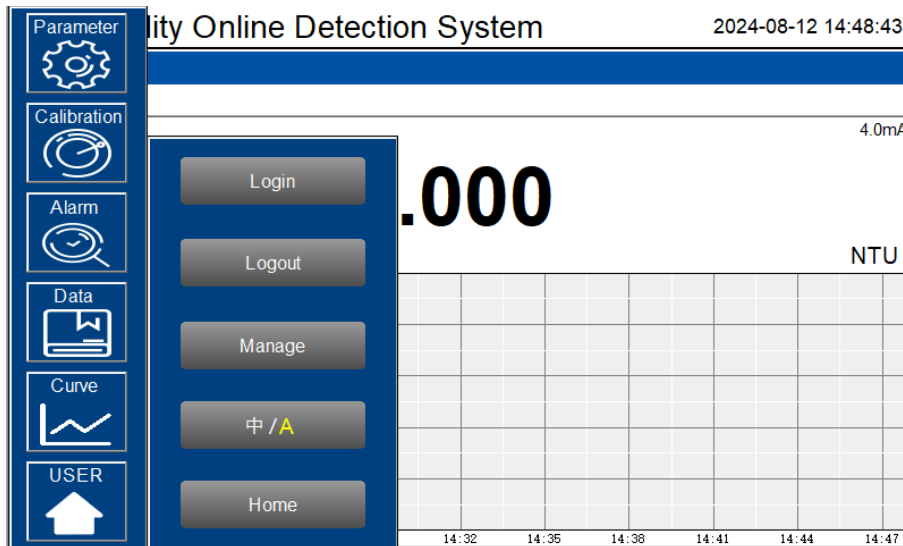 Parameter
Calibration
Alarm
Data
Curve
USER
lity Online Detection System
2024-08-12 14:48:43
4.0mA
.000
NTU
Login
Logout
Manage
中/A
Home
14:32 14:35 14:38 14:41 14:44 14:47